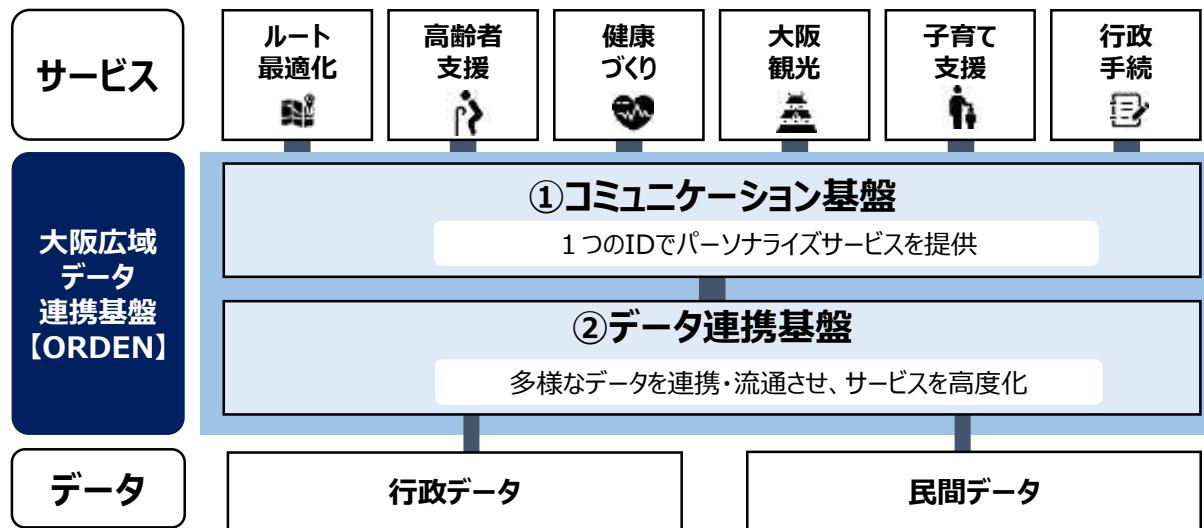 サービス
ルート
最適化
高齢者
支援
健康
づくり
大阪
観光
子育て
支援
行政
手続
大阪広域
データ
連携基盤
【ORDEN】
①コミュニケーション基盤
１つのIDでパーソナライズサービスを提供
②データ連携基盤
多様なデータを連携・流通させ、サービスを高度化
データ
行政データ
民間データ